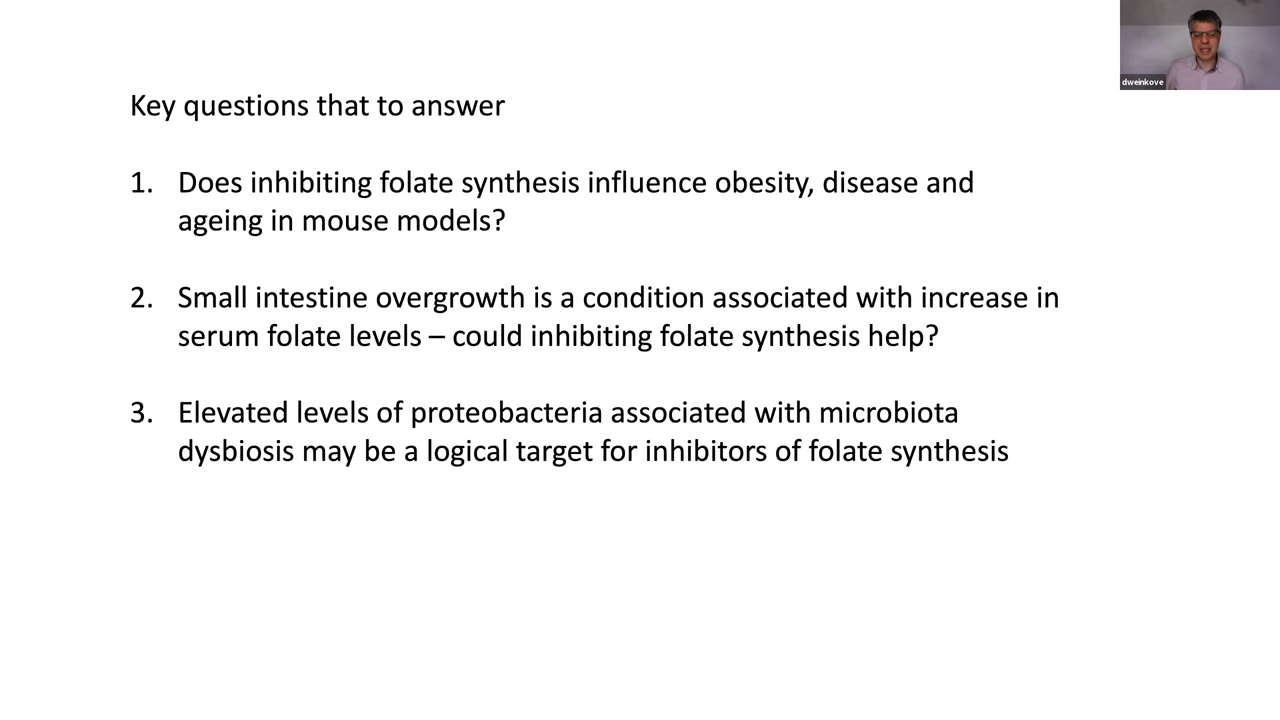 dweinkove
Key questions that to answer
1. Does inhibiting folate synthesis influence obesity, disease and
ageing in mouse models?
2. Small intestine overgrowth is a condition associated with increase in
serum folate levels – could inhibiting folate synthesis help?
3. Elevated levels of proteobacteria associated with microbiota
dysbiosis may be a logical target for inhibitors of folate synthesis